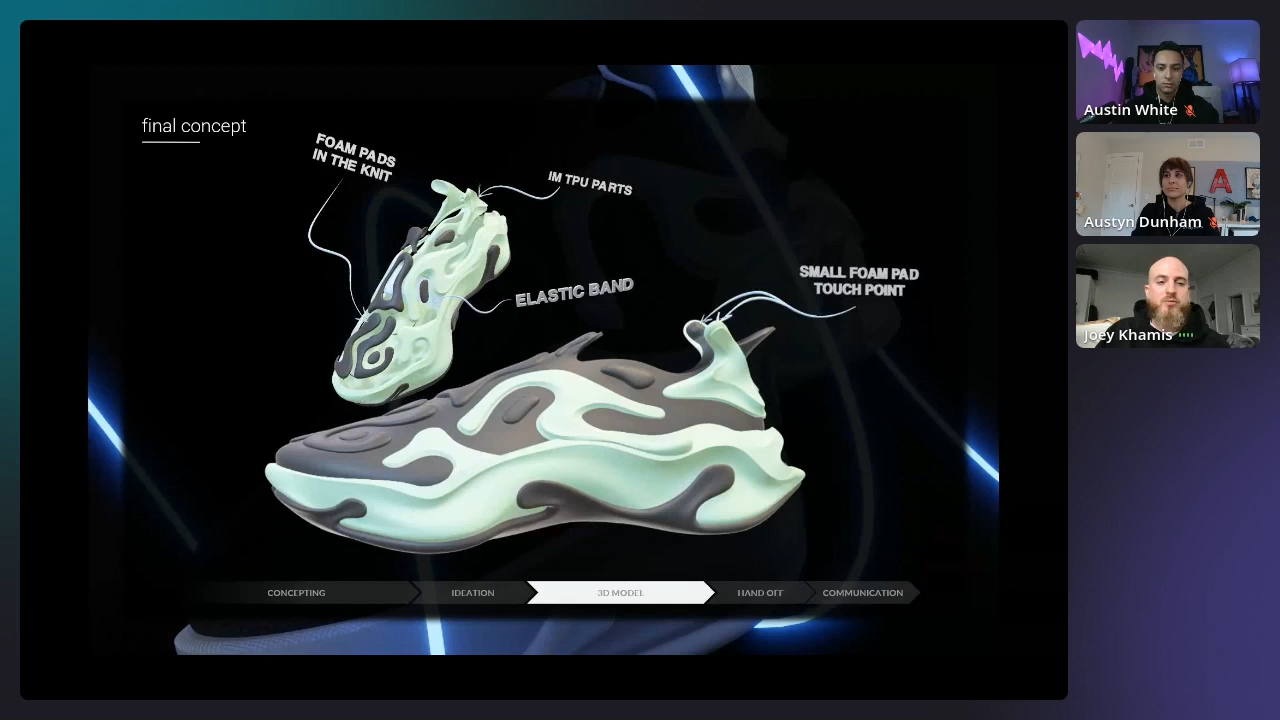 final concept
FOAM PADS
IN THE KNIT
IM TPU PARTS
ELASTIC BAND
SMALL FOAM PAD
TOUCH POINT
CONCEPTING
IDEATION
3D MODEL
HAND OFF
COMMUNICATION
Austin White
A
Austyn Dunham
Joey Khamis